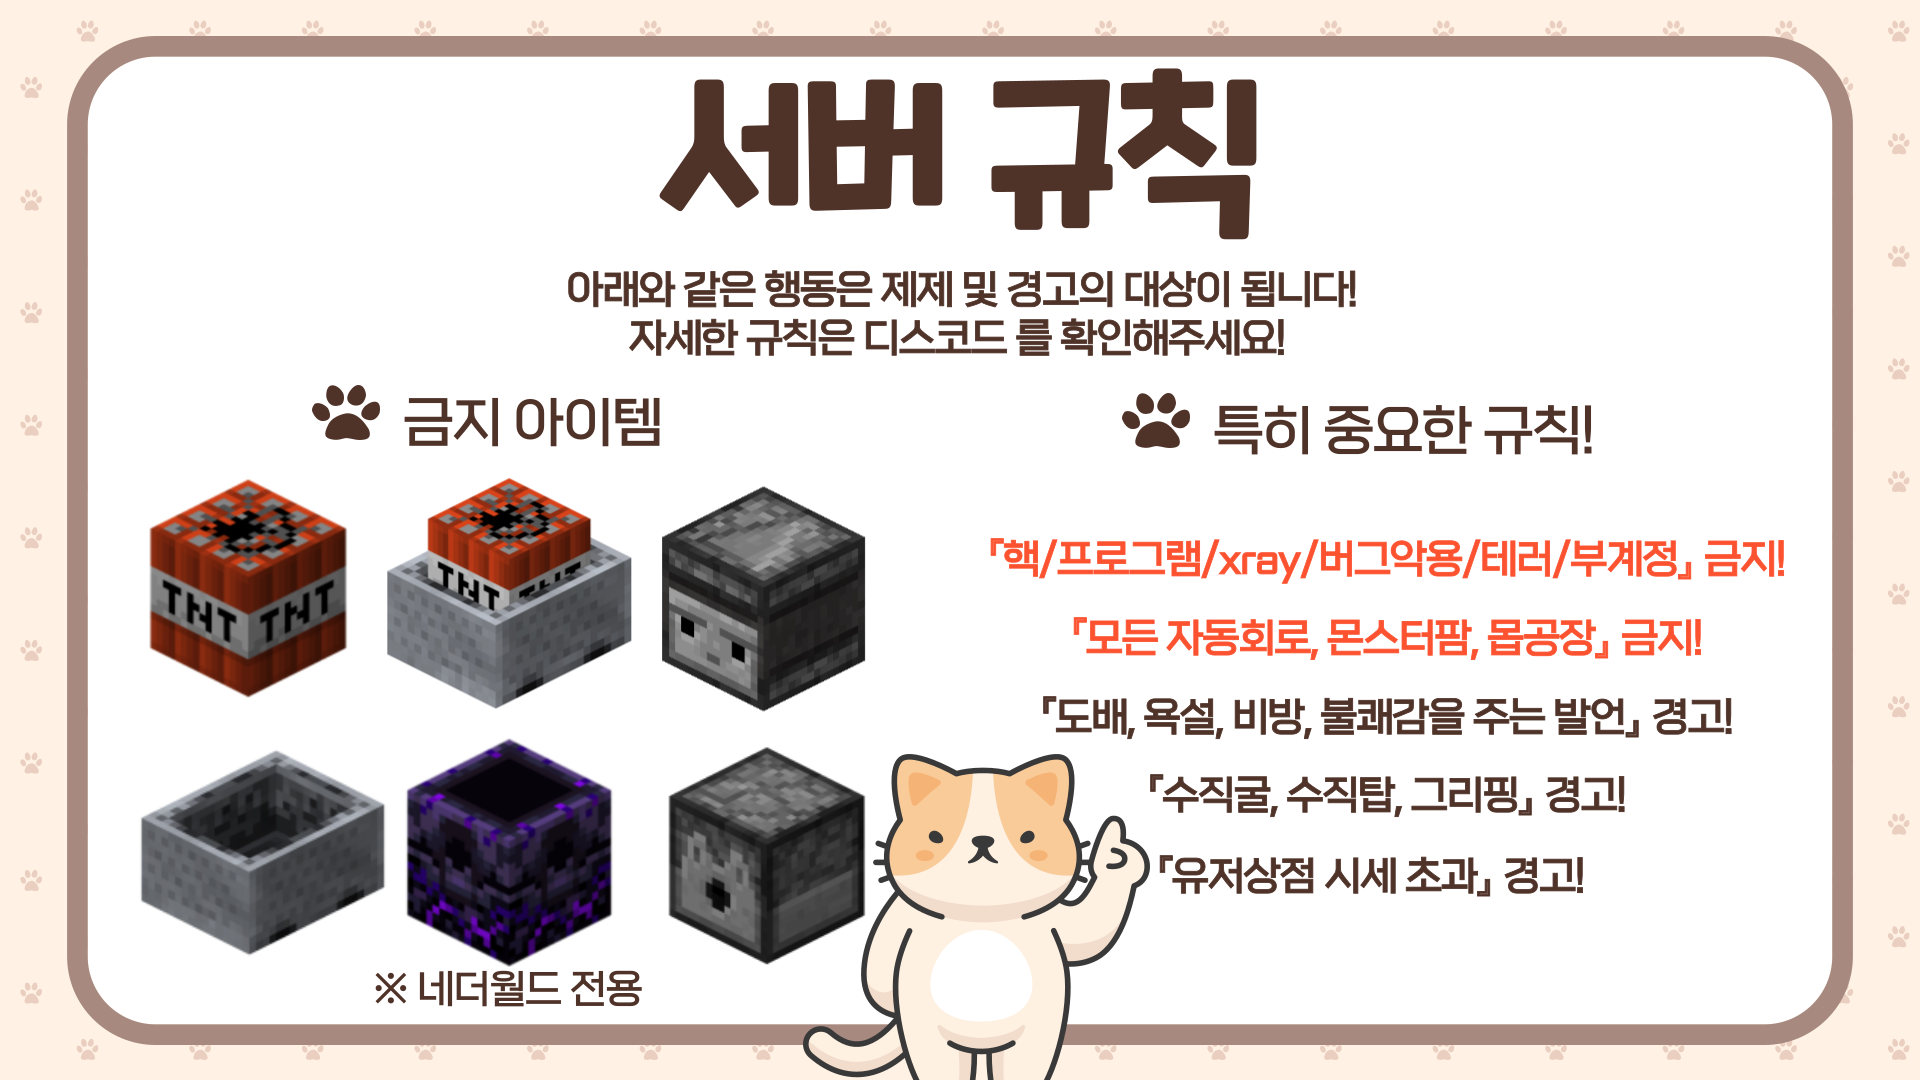 서버 규칙
아래와 같은 행동은 제제 및 경고의 대상이 됩니다!
자세한 규칙은 디스코드 를 확인해주세요!
금지 아이템
TNT TNT
TNT TNT
※ 네더월드 전용
특히 중요한 규칙!
『핵/프로그램/xray/버그악용/테러/부계정』 금지!
『모든 자동회로, 몬스터팜, 몹공장』 금지!
『도배, 욕설, 비방, 불쾌감을 주는 발언』 경고!
『수직굴, 수직탑, 그리핑』 경고!
『유저상점 시세 초과』 경고!